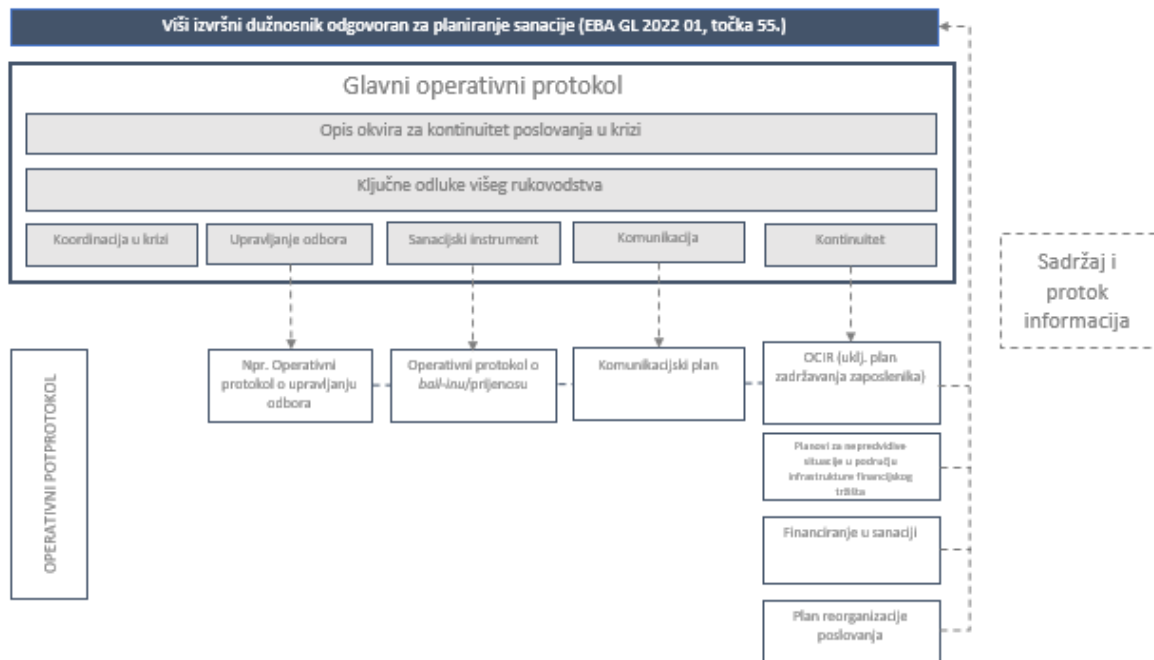 Viši izvršni dužnosnik odgovoran za planiranje sanacije (EBA GL 2022 01, točka 55.)
Glavni operativni protokol
Opis okvira za kontinuitet poslovanja u krizi
Ključne odluke višeg rukovodstva
Koordinacija u krizi
Upravljanje odbora
Sanacijski instrument
Komunikacija
Kontinuitet
Sadržaj i
protok
informacija
OPERATIVNI POTPROTOKOL
Npr. Operativni
protokol o upravljanju
odbora
Operativni protokol o
bail-inu/prijenosu
Komunikacijski plan
OCIR (uklj. plan
zadržavanja zaposlenika)
Planovi za nepredvidive
situacije u području
infrastrukture financijskog
tržišta
Financiranje u sanaciji
Plan reorganizacije
poslovanja